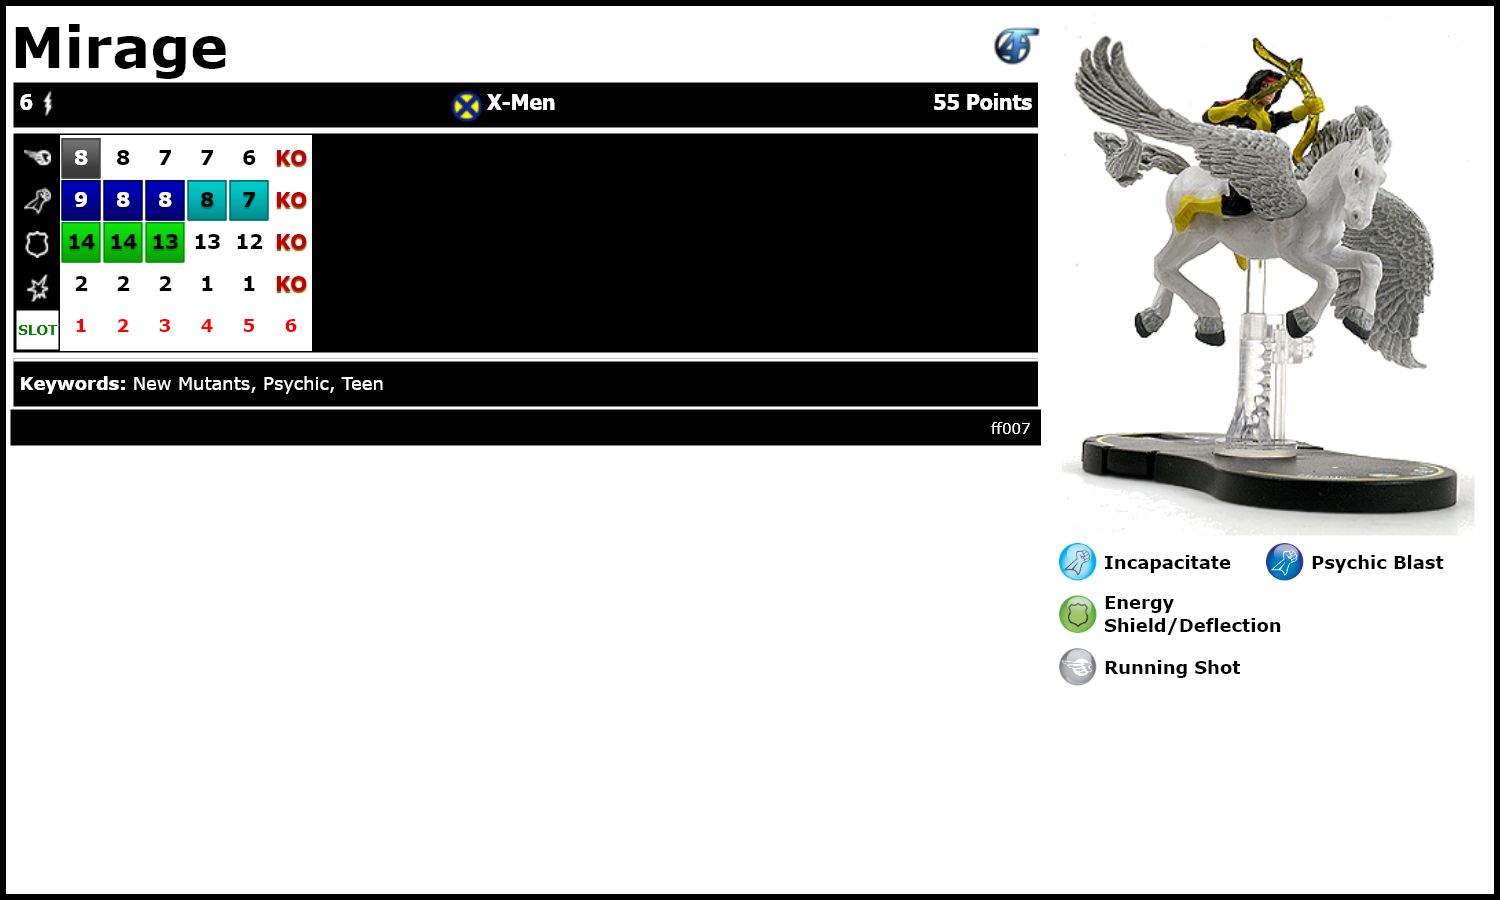 Mirage
6 X-Men 55 Points
8 8 7 7 6 KO
9 8 8 8 7 KO
14 14 13 13 12 KO
2 2 2 1 1 KO
SLOT 1 2 3 4 5 6
Keywords: New Mutants, Psychic, Teen
ff007
Incapacitate Psychic Blast
Energy
Shield/Deflection
Running Shot